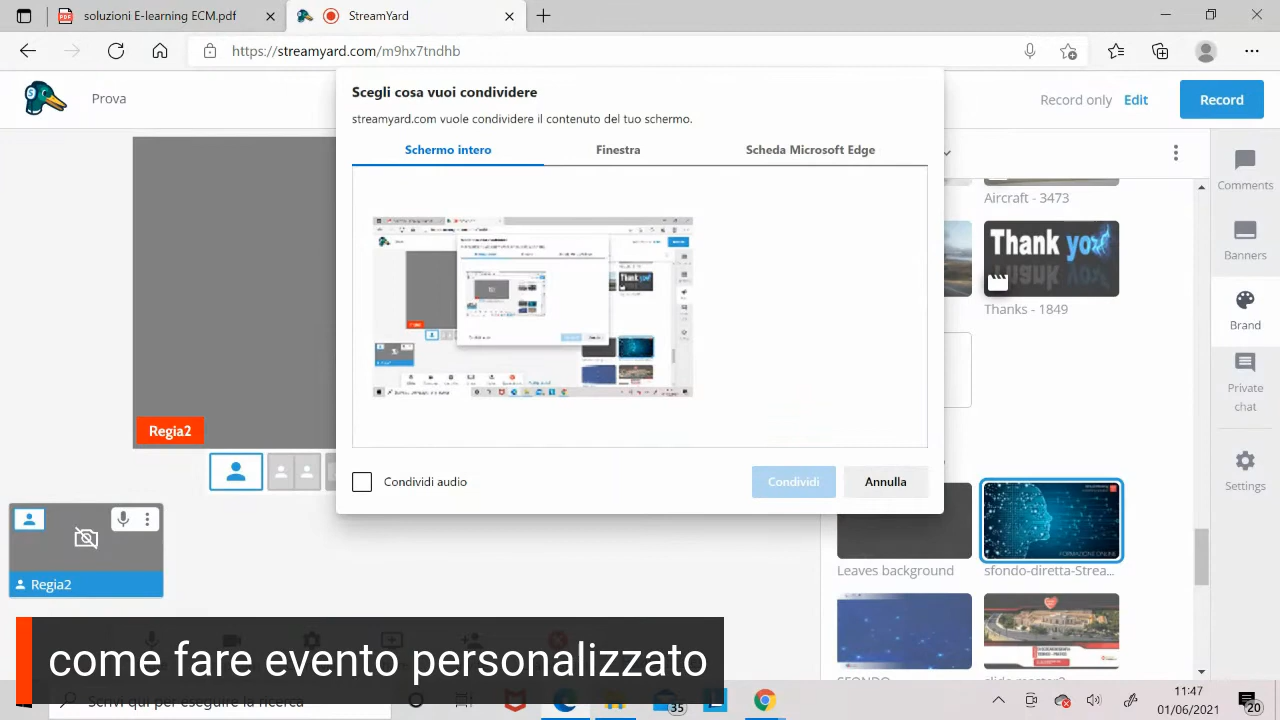 Regolamento ECM.pdf
https://streamyard.com/m9hx7tndhb
Prova
Record only
Edit
Record
Scegli cosa vuoi condividere
streamyard.com vuole condividere il contenuto del tuo schermo.
Schermo intero
Finestra
Scheda Microsoft Edge
Condividi audio
Condividi
Annulla
Aircraft - 3473
Thank you
Thanks - 1849
Comments
Banners
Brand
Private
chat
Settings
Regia2
Regia2
FORMAZIONE ONLINE
Leaves background
sfondo-diretta-Strea...
come fare evento personalizzato
Scrivi qui per eseguire la ricerca
35
11:47
01/06/2021
20